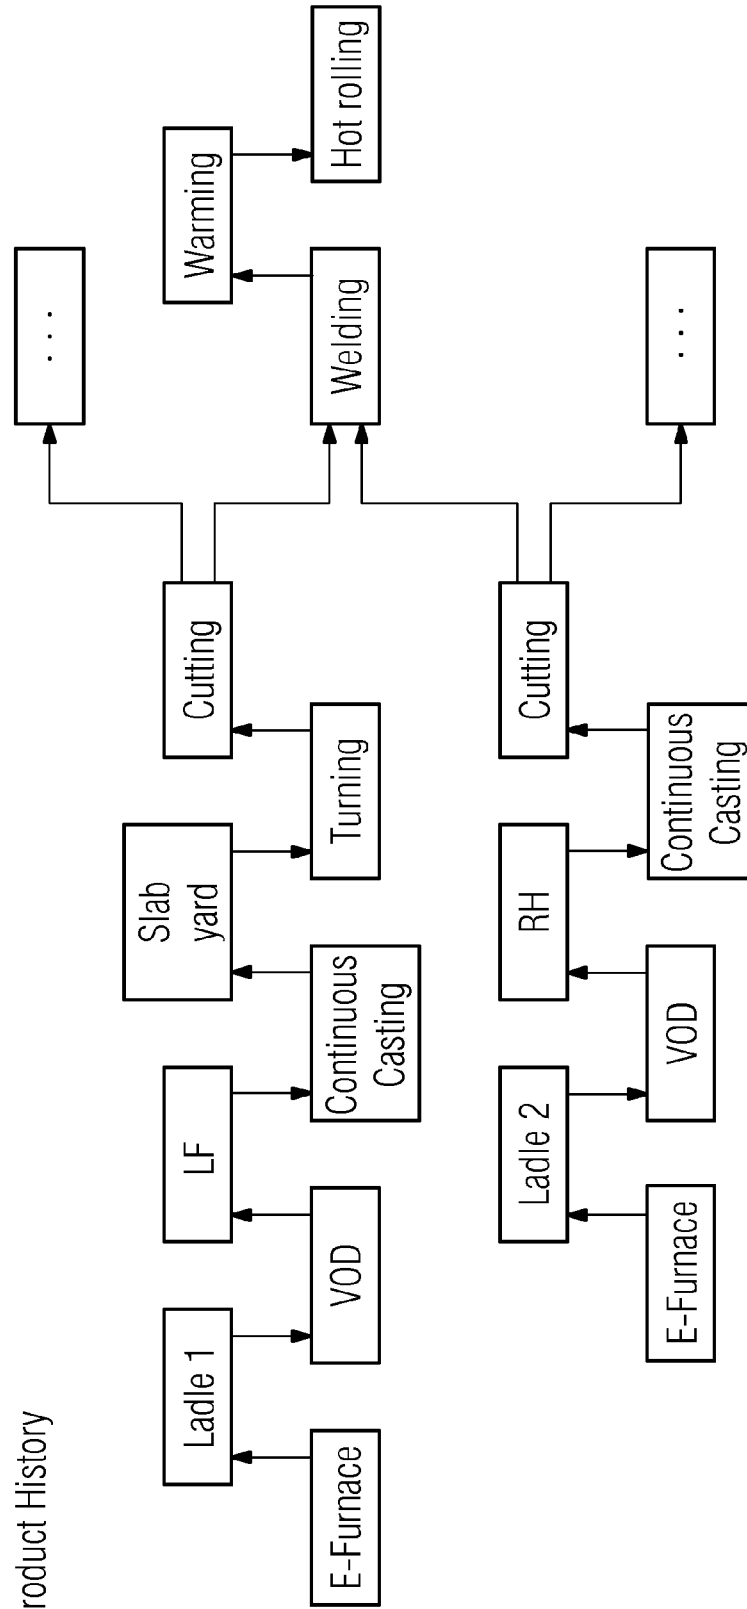 roduct History
E-Furnace
Ladle 1
VOD
LF
Continuous
Casting
Slab
yard
Turning
Cutting
. . .
Welding
Warming
Hot rolling
E-Furnace
Ladle 2
VOD
RH
Continuous
Casting
Cutting
. . .